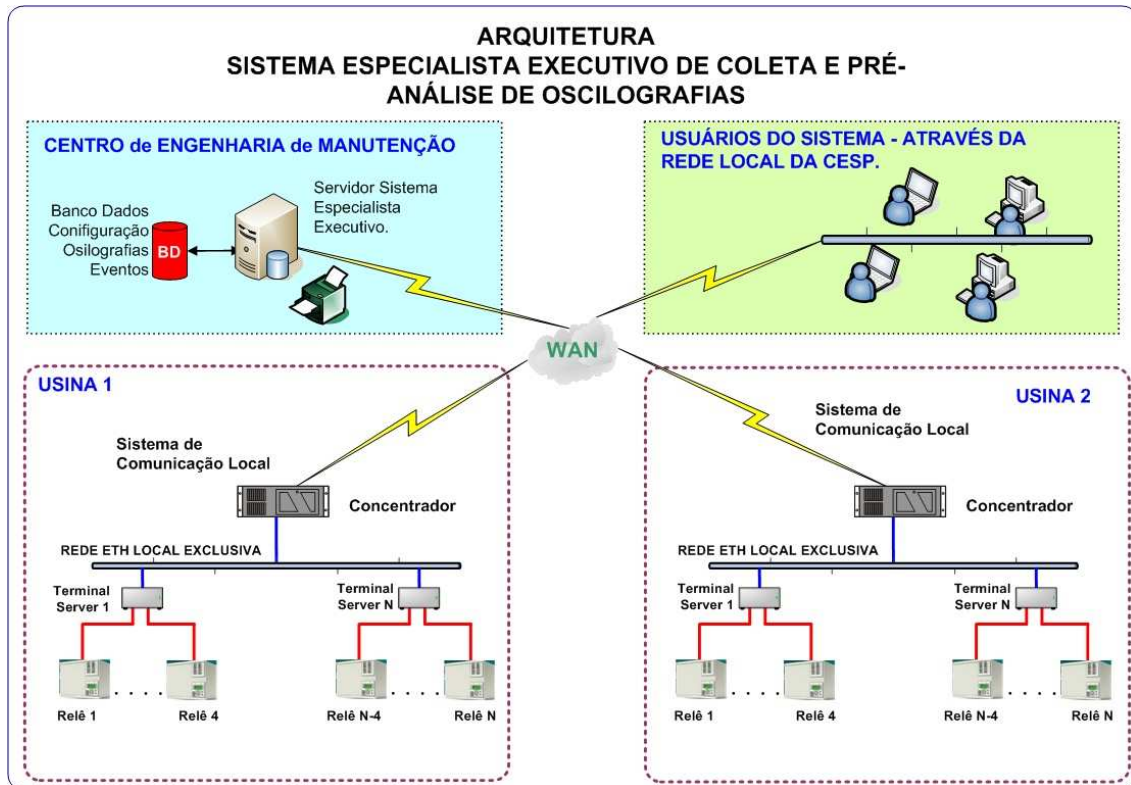 ARQUITETURA
SISTEMA ESPECIALISTA EXECUTIVO DE COLETA E PRÉ-
ANÁLISE DE OSCILOGRAFIAS
CENTRO de ENGENHARIA de MANUTENÇÃO
Servidor Sistema
Especialista
Executivo.
Banco Dados
Conifiguração
Osilografias
Eventos
BD
USUÁRIOS DO SISTEMA - ATRAVÉS DA
REDE LOCAL DA CESP.
WAN
USINA 1
Sistema de
Comunicação Local
Concentrador
REDE ETH LOCAL EXCLUSIVA
Terminal
Server 1
Terminal
Server N
Relê 1
. . . .
Relê 4
Relê N-4
. . . .
Relê N
USINA 2
Sistema de
Comunicação Local
Concentrador
REDE ETH LOCAL EXCLUSIVA
Terminal
Server 1
Terminal
Server N
Relê 1
. . . .
Relê 4
Relê N-4
. . . .
Relê N